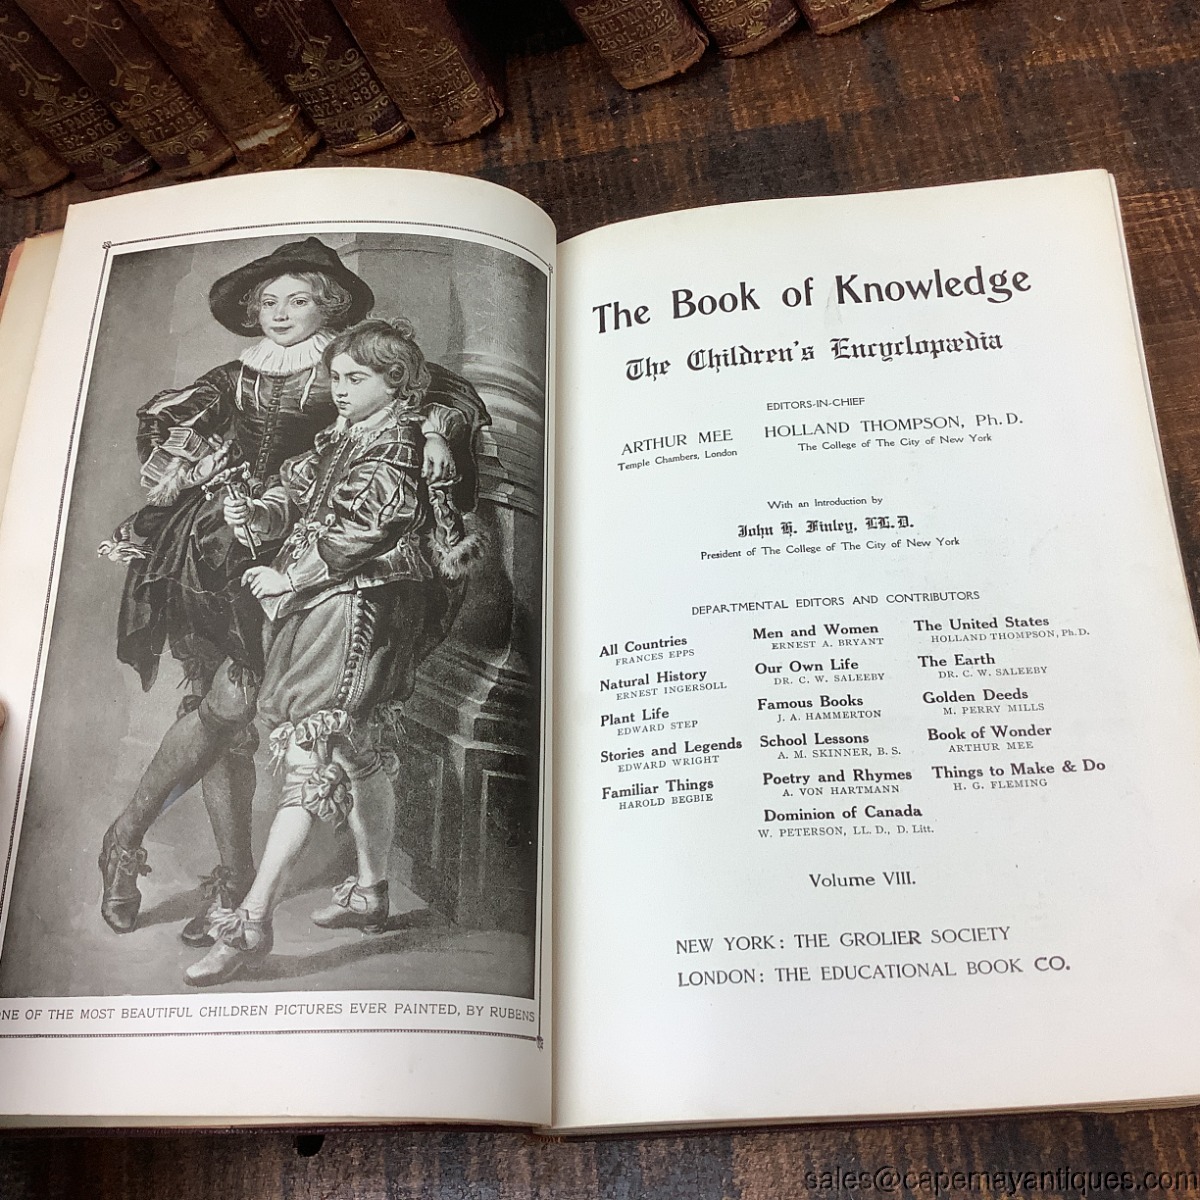 ONE OF THE MOST BEAUTIFUL CHILDREN PICTURES EVER PAINTED, BY RUBENS
The Book of Knowledge
The Children's Encyclopædia
EDITORS-IN-CHIEF
ARTHUR MEE
Temple Chambers, London
HOLLAND THOMPSON, Ph.D.
The College of The City of New York
With an Introduction by
John H. Finley, LL.D.
President of The College of The City of New York
DEPARTMENTAL EDITORS AND CONTRIBUTORS
All Countries
FRANCES EPPS
Natural History
ERNEST INGERSOLL
Plant Life
EDWARD STEP
Stories and Legends
EDWARD WRIGHT
Familiar Things
HAROLD BEGBIE
Men and Women
ERNEST A. BRYANT
Our Own Life
DR. C. W. SALEEBY
Famous Books
J. A. HAMMERTON
School Lessons
A. M. SKINNER, B. S.
Poetry and Rhymes
A. VON HARTMANN
Dominion of Canada
W. PETERSON, LL. D., D. Litt.
The United States
HOLLAND THOMPSON, Ph.D.
The Earth
DR. C. W. SALEEBY
Golden Deeds
M. PERRY MILLS
Book of Wonder
ARTHUR MEE
Things to Make & Do
H. G. FLEMING
Volume VIII.
NEW YORK: THE GROLIER SOCIETY
LONDON: THE EDUCATIONAL BOOK CO.
sales@capemayantiques.com